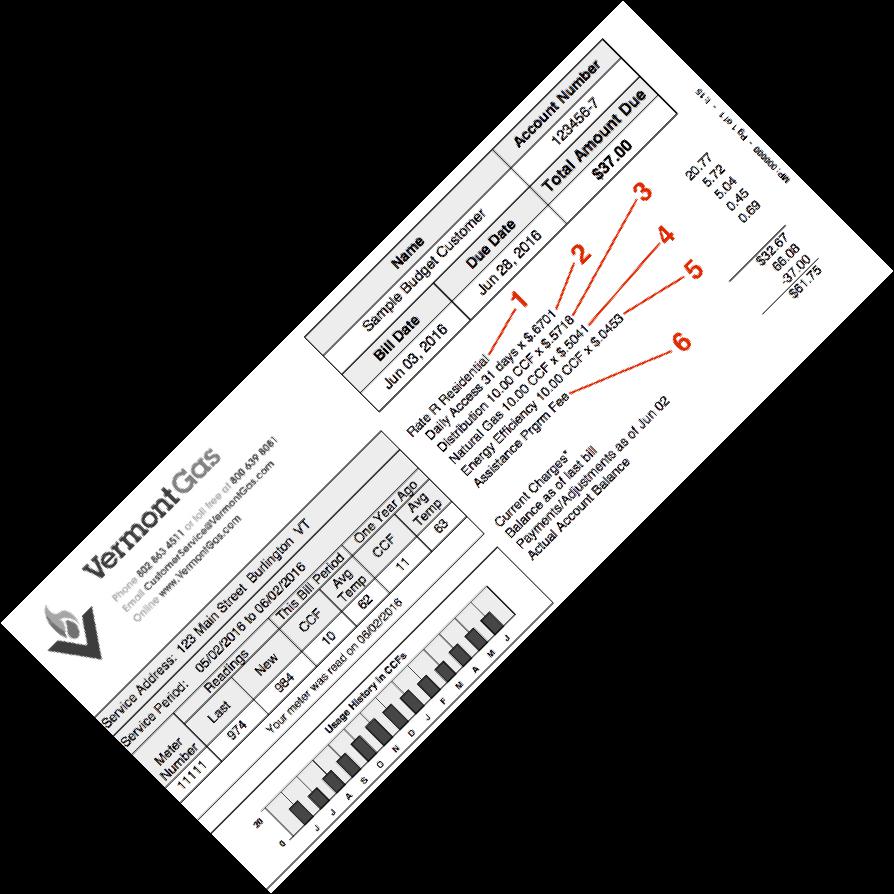 VermontGas
Phone 802 863 4511 or toll free at 800 639 8081
Email CustomerService@VermontGas.com
Online www.VermontGas.com
Name
Account Number
Sample Budget Customer
123456-7
Bill Date
Due Date
Total Amount Due
Jun 03, 2016
Jun 28, 2016
$37.00
Service Address: 123 Main Street Burlington VT
Service Period: 05/02/2016 to 06/02/2016
Meter Number
Readings
This Bill Period
One Year Ago
Last
New
CCF
Avg Temp
CCF
Avg Temp
11111
974
984
10
62
11
63
Your meter was read on 06/02/2016
Usage History in CCFs
20
0
J J A S O N D J F M A M J
MP: 000000 - Pg 1 of 1 - 1:15
Rate R Residential 1
Daily Access 31 days x $.6701 2 20.77
Distribution 10.00 CCF x $.5718 3 5.72
Natural Gas 10.00 CCF x $.5041 4 5.04
Energy Efficiency 10.00 CCF x $.0453 5 0.45
Assistance Prgrm Fee 6 0.69
Current Charges* $32.67
Balance as of last bill 66.08
Payments/Adjustments as of Jun 02 -37.00
Actual Account Balance $61.75